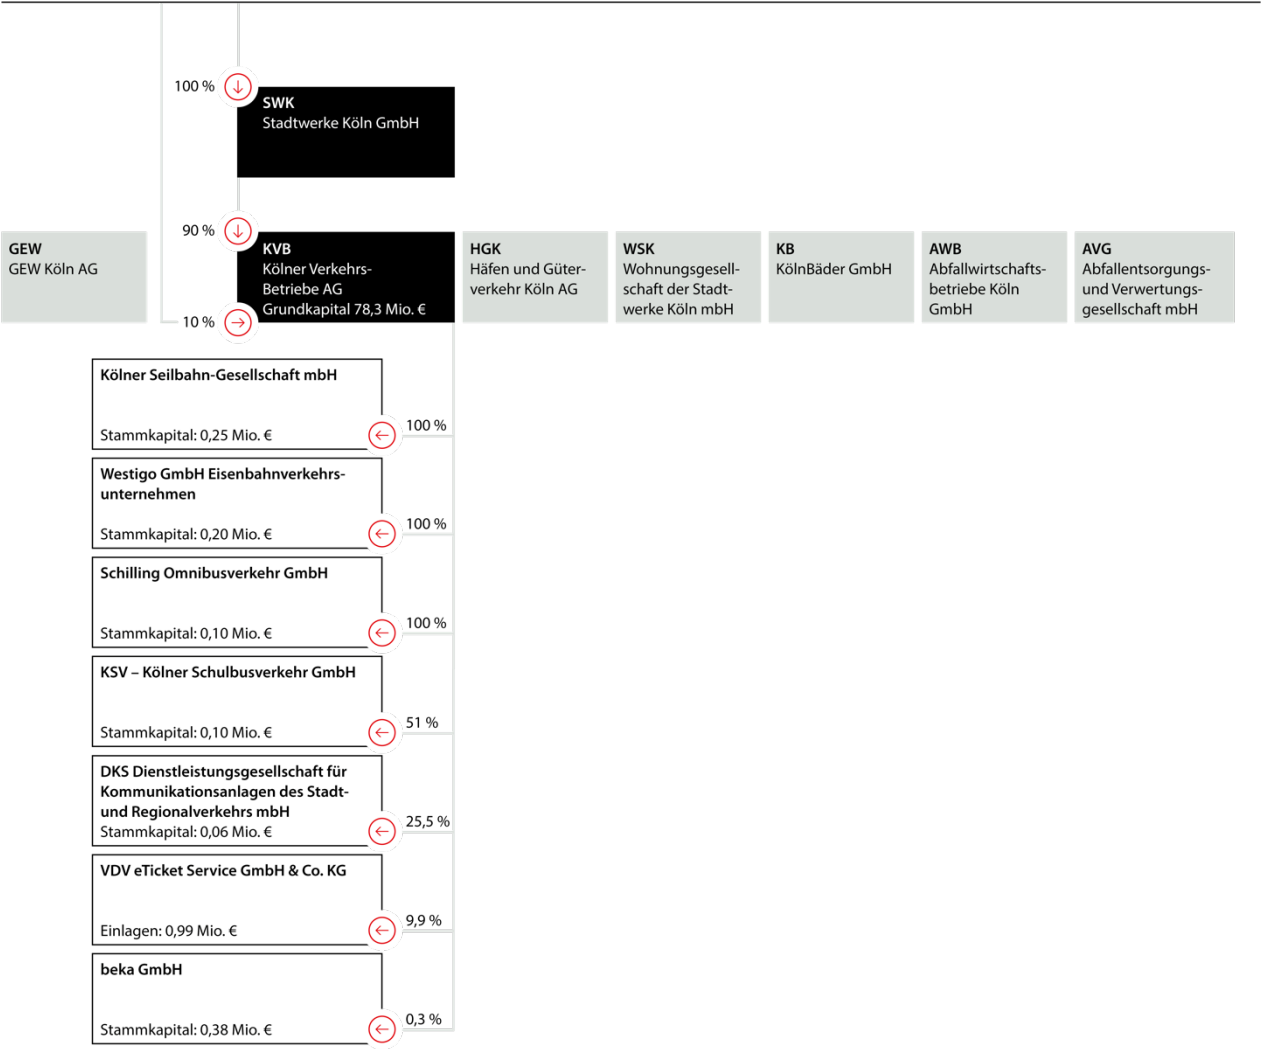 100 %
SWK
Stadtwerke Köln GmbH
90 %
GEW
GEW Köln AG
KVB
Kölner Verkehrs-
Betriebe AG
Grundkapital 78,3 Mio. €
HGK
Häfen und Güter-
verkehr Köln AG
WSK
Wohnungsgesell-
schaft der Stadt-
werke Köln mbH
KB
KölnBäder GmbH
AWB
Abfallwirtschafts-
betriebe Köln
GmbH
AVG
Abfallentsorgungs-
und Verwertungs-
gesellschaft mbH
10 %
Kölner Seilbahn-Gesellschaft mbH
Stammkapital: 0,25 Mio. €
100 %
Westigo GmbH Eisenbahnverkehrs-
unternehmen
Stammkapital: 0,20 Mio. €
100 %
Schilling Omnibusverkehr GmbH
Stammkapital: 0,10 Mio. €
100 %
KSV – Kölner Schulbusverkehr GmbH
Stammkapital: 0,10 Mio. €
51 %
DKS Dienstleistungsgesellschaft für
Kommunikationsanlagen des Stadt-
und Regionalverkehrs mbH
Stammkapital: 0,06 Mio. €
25,5 %
VDV eTicket Service GmbH & Co. KG
Einlagen: 0,99 Mio. €
9,9 %
beka GmbH
Stammkapital: 0,38 Mio. €
0,3 %